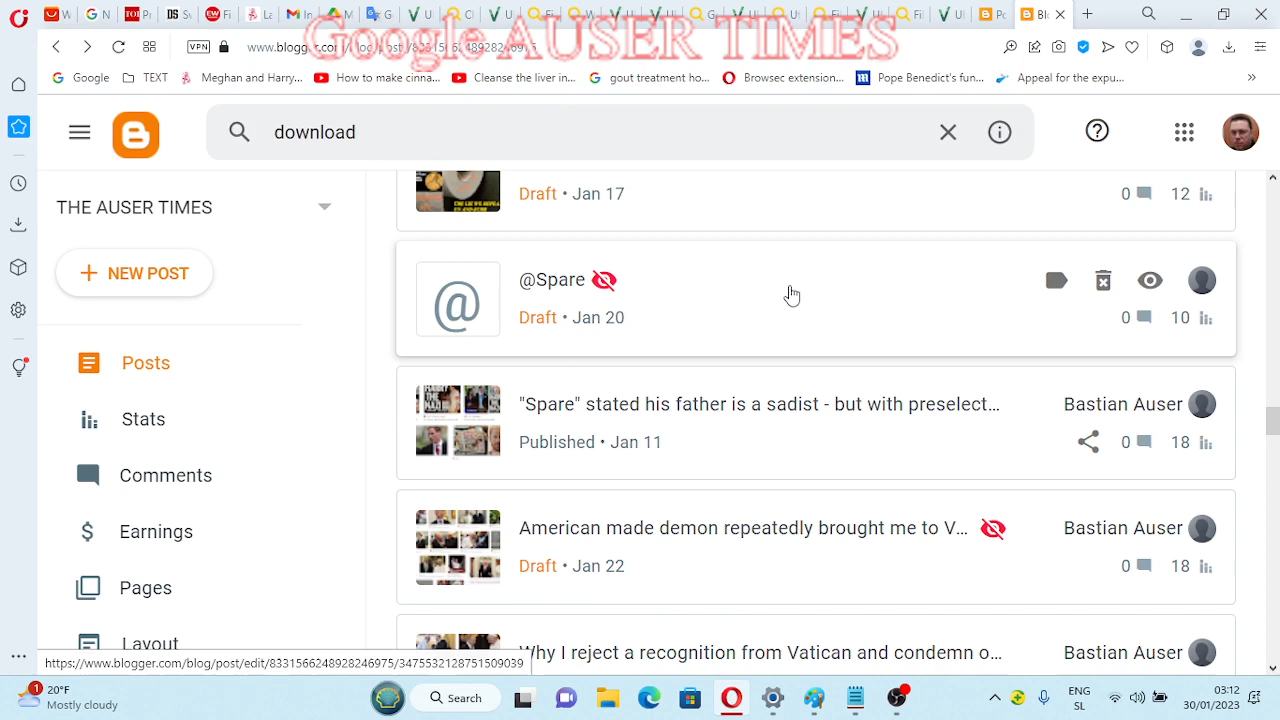 Google AUSER TIMES
VPN
www.blogger.com/blog/post
Google
TEXT
Meghan and Harry...
How to make cinna...
Cleanse the liver in...
gout treatment ho...
Browse extension...
Pope Benedict's fun...
Appeal for the expu...
download
THE AUSER TIMES
NEW POST
Posts
Stats
Comments
Earnings
Pages
Layout
Draft • Jan 17
0
12
@
@Spare
Draft • Jan 20
0
10
"Spare" stated his father is a sadist - but with preselect...
Bastian Auser
Published • Jan 11
0
18
American made demon repeatedly brought me to V...
Bastian Auser
Draft • Jan 22
0
18
Why I reject a recognition from Vatican and condemn o...
Bastian Auser
https://www.blogger.com/blog/post/edit/8331566248928246975/3475532128751509039
1
20°F
Mostly cloudy
Search
ENG
SL
03:12
30/01/2023